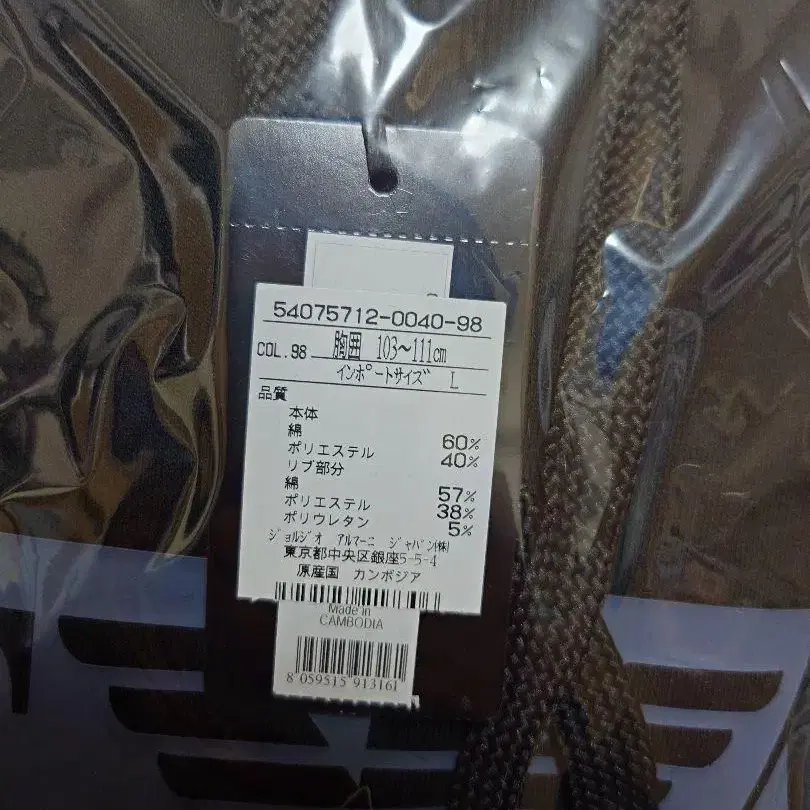 54075712-0040-98
COL.98 胸囲 103～111cm
インポートサイズ L
品質
本体
綿 60%
ポリエステル 40%
リブ部分
綿 57%
ポリエステル 38%
ポリウレタン 5%
ジョルジオ アルマーニ ジャパン(株)
東京都中央区銀座5-5-4
原産国 カンボジア
Made in
CAMBODIA
8 059515 913161